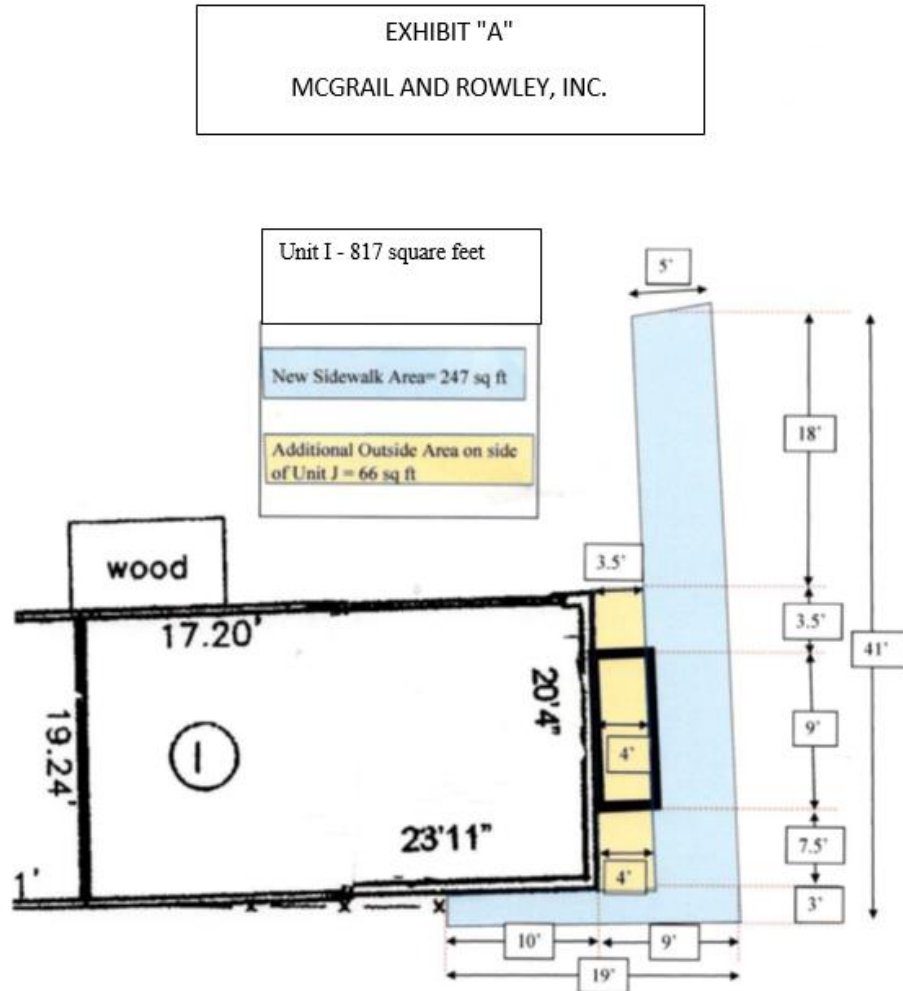 EXHIBIT "A"
MCGRAIL AND ROWLEY, INC.
Unit I - 817 square feet
New Sidewalk Area= 247 sq ft
Additional Outside Area on side
of Unit J = 66 sq ft
5'
18'
wood
3.5'
3.5'
17.20'
41'
20'4"
19.24'
I
9'
4'
23'11"
7.5'
4'
1'
3'
x
x
x
10'
9'
19'